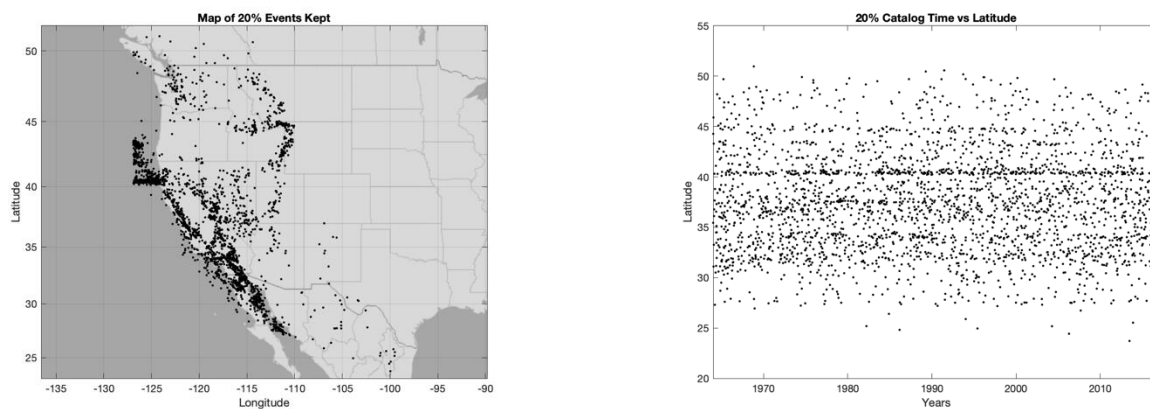 Map of 20% Events Kept
50
45
40
35
30
25
Latitude
-135 -130 -125 -120 -115 -110 -105 -100 -95 -90
Longitude
20% Catalog Time vs Latitude
55
50
45
40
35
30
25
20
Latitude
1970 1980 1990 2000 2010
Years